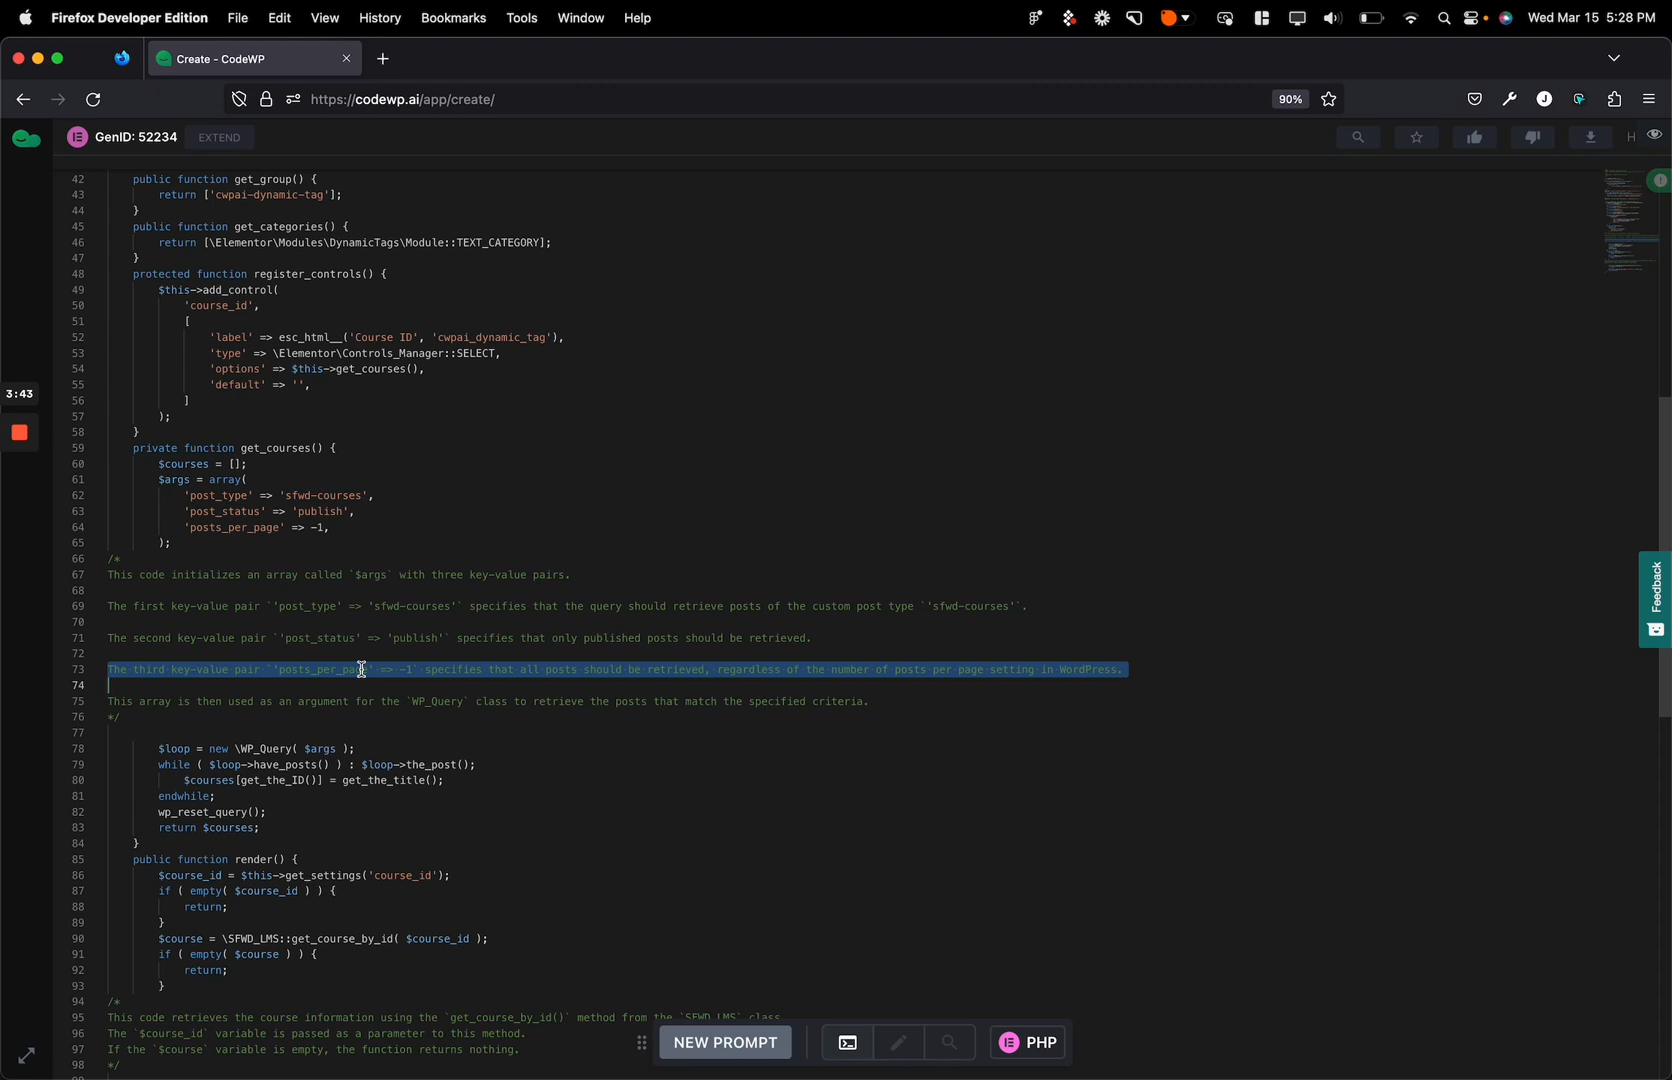 Firefox Developer Edition File Edit View History Bookmarks Tools Window Help Wed Mar 15 5:28 PM
Create - CodeWP
https://codewp.ai/app/create/ 90%
GenID: 52234 EXTEND H
42 public function get_group() {
43 return ['cwpai-dynamic-tag'];
44 }
45 public function get_categories() {
46 return [\Elementor\Modules\DynamicTags\Module::TEXT_CATEGORY];
47 }
48 protected function register_controls() {
49 $this->add_control(
50 'course_id',
51 [
52 'label' => esc_html__('Course ID', 'cwpai_dynamic_tag'),
53 'type' => \Elementor\Controls_Manager::SELECT,
54 'options' => $this->get_courses(),
55 'default' => '',
56 ]
57 );
58 }
59 private function get_courses() {
60 $courses = [];
61 $args = array(
62 'post_type' => 'sfwd-courses',
63 'post_status' => 'publish',
64 'posts_per_page' => -1,
65 );
66 /*
67 This code initializes an array called `$args` with three key-value pairs.
68
69 The first key-value pair `'post_type' => 'sfwd-courses'` specifies that the query should retrieve posts of the custom post type `'sfwd-courses'`.
70
71 The second key-value pair `'post_status' => 'publish'` specifies that only published posts should be retrieved.
72
73 The third key-value pair `'posts_per_page' => -1` specifies that all posts should be retrieved, regardless of the number of posts per page setting in WordPress.
74
75 This array is then used as an argument for the `WP_Query` class to retrieve the posts that match the specified criteria.
76 */
77
78 $loop = new \WP_Query( $args );
79 while ( $loop->have_posts() ) : $loop->the_post();
80 $courses[get_the_ID()] = get_the_title();
81 endwhile;
82 wp_reset_query();
83 return $courses;
84 }
85 public function render() {
86 $course_id = $this->get_settings('course_id');
87 if ( empty( $course_id ) ) {
88 return;
89 }
90 $course = \SFWD_LMS::get_course_by_id( $course_id );
91 if ( empty( $course ) ) {
92 return;
93 }
94 /*
95 This code retrieves the course information using the `get_course_by_id()` method from the `SFWD_LMS` class
96 The `$course_id` variable is passed as a parameter to this method.
97 If the `$course` variable is empty, the function returns nothing.
98 */
3:43
Feedback
NEW PROMPT PHP